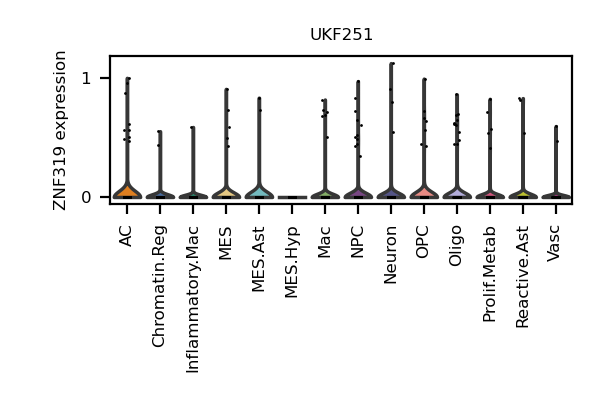 UKF251
ZNF319 expression
1
0
AC
Chromatin.Reg
Inflammatory.Mac
MES
MES.Ast
MES.Hyp
Mac
NPC
Neuron
OPC
Oligo
Prolif.Metab
Reactive.Ast
Vasc